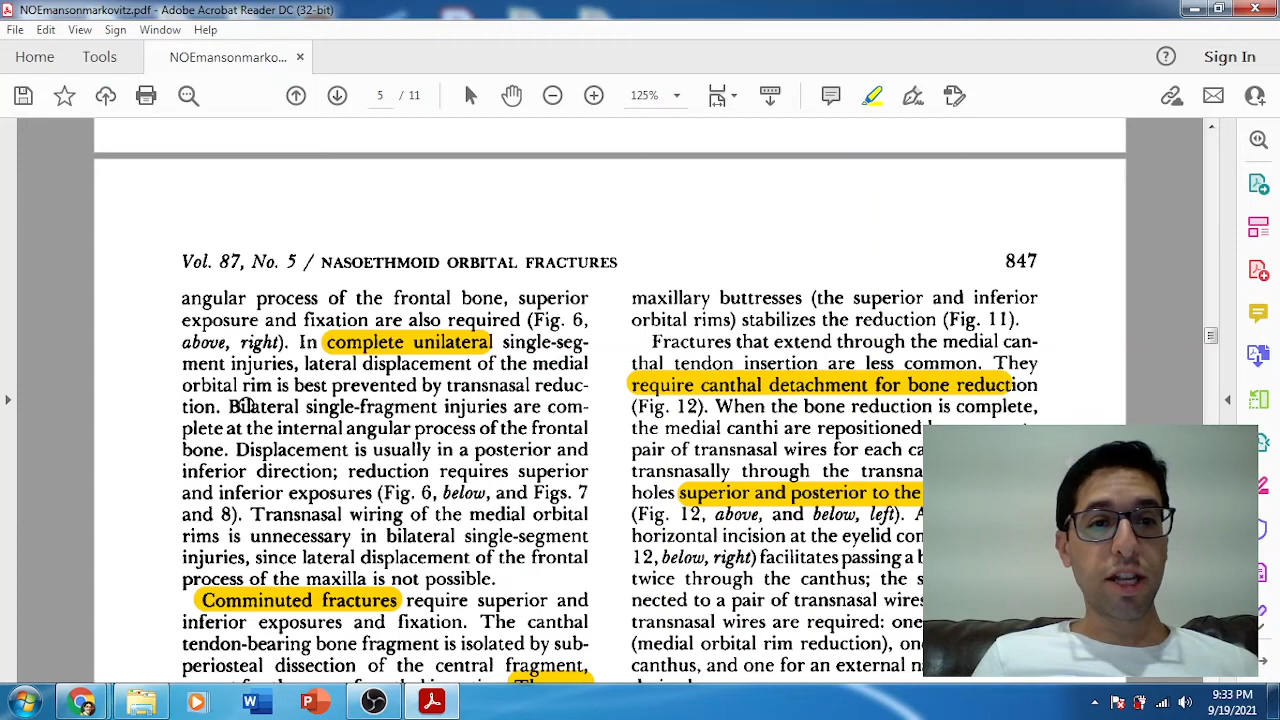 NOEmansonmarkovitz.pdf - Adobe Acrobat Reader DC (32-bit)
File Edit View Sign Window Help
Home Tools NOEmansonmarko... × Sign In
5 / 11 125%
Vol. 87, No. 5 / NASOETHMOID ORBITAL FRACTURES 847
angular process of the frontal bone, superior
exposure and fixation are also required (Fig. 6,
above, right). In complete unilateral single-seg-
ment injuries, lateral displacement of the medial
orbital rim is best prevented by transnasal reduc-
tion. Bilateral single-fragment injuries are com-
plete at the internal angular process of the frontal
bone. Displacement is usually in a posterior and
inferior direction; reduction requires superior
and inferior exposures (Fig. 6, below, and Figs. 7
and 8). Transnasal wiring of the medial orbital
rims is unnecessary in bilateral single-segment
injuries, since lateral displacement of the frontal
process of the maxilla is not possible.
Comminuted fractures require superior and
inferior exposures and fixation. The canthal
tendon-bearing bone fragment is isolated by sub-
periosteal dissection of the central fragment,
maxillary buttresses (the superior and inferior
orbital rims) stabilizes the reduction (Fig. 11).
Fractures that extend through the medial can-
thal tendon insertion are less common. They
require canthal detachment for bone reduction
(Fig. 12). When the bone reduction is complete,
the medial canthi are repositioned
pair of transnasal wires for each
transnasally through the
holes superior and posterior to the
(Fig. 12, above, and below, left).
horizontal incision at the eyelid
12, below, right) facilitates passing a
twice through the canthus; the
nected to a pair of transnasal wires
transnasal wires are required: one
(medial orbital rim reduction),
canthus, and one for an external
9:33 PM
9/19/2021